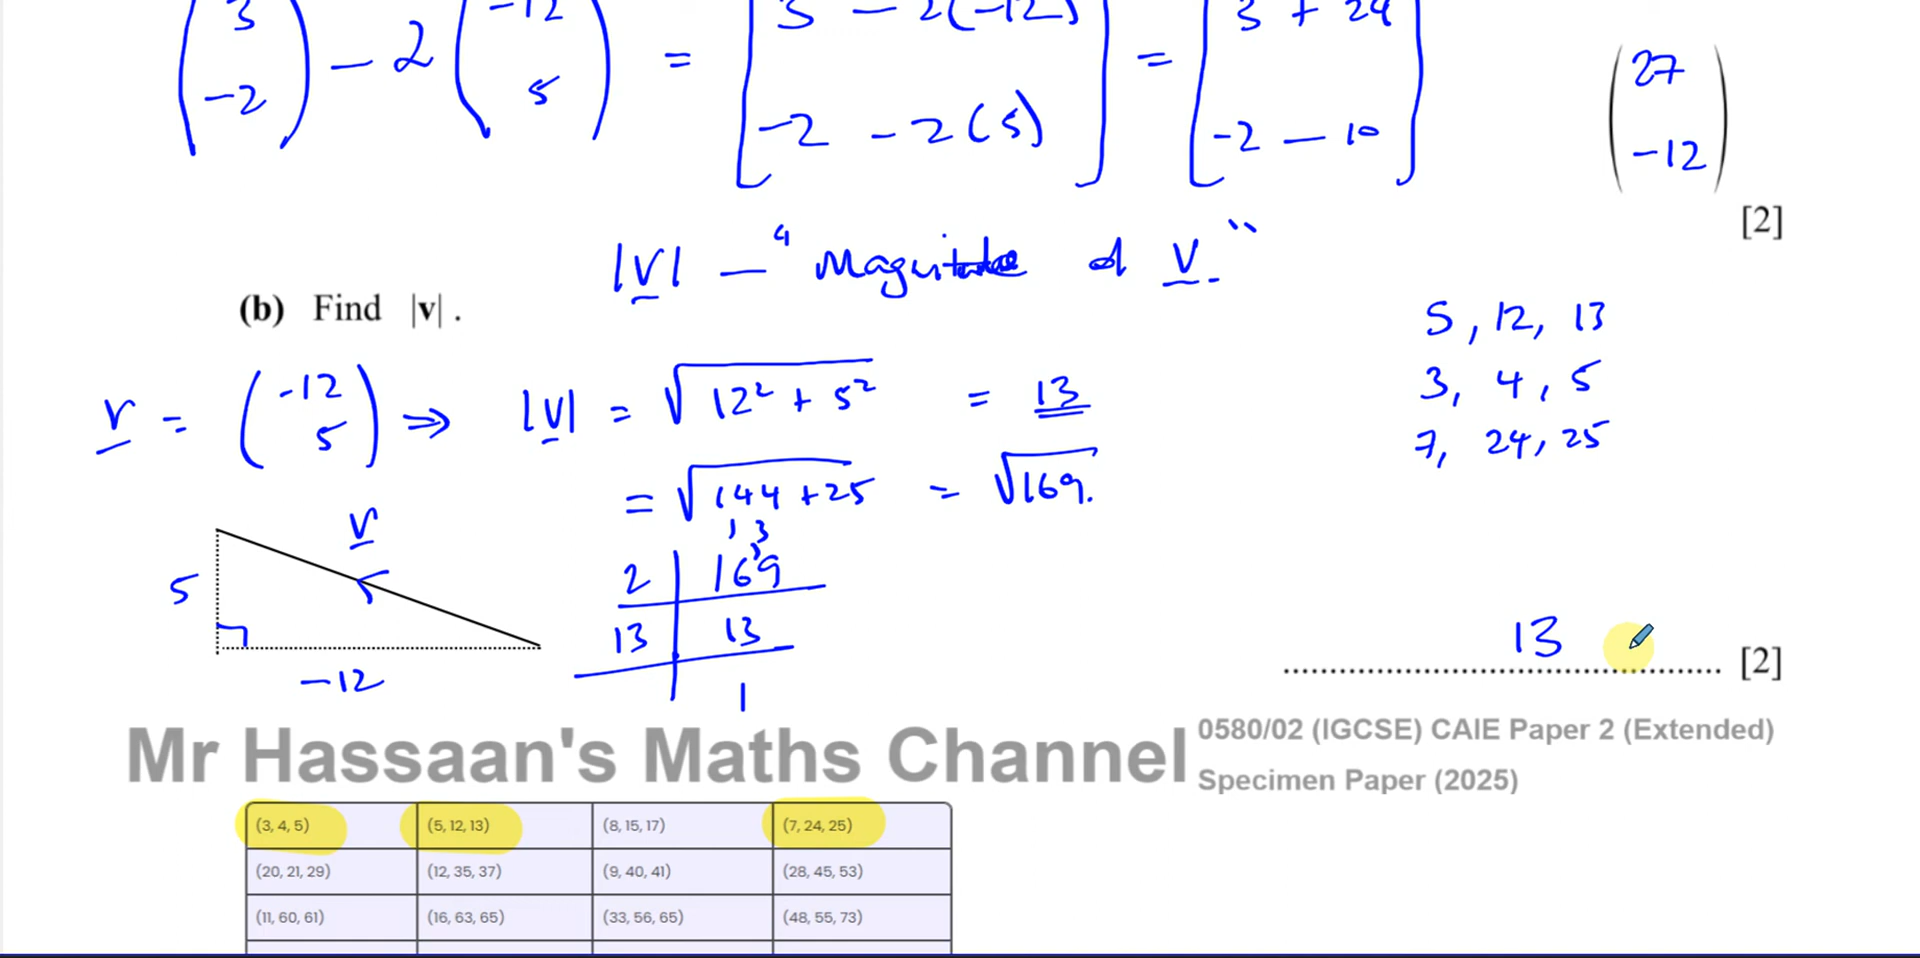 (3 -2) - 2(-12 5) = [3 - 2(-12) -2 - 2(5)] = [3 + 24 -2 - 10] (27 -12)
[2]
|v| — "Magnitude of v."
(b) Find |v| .
5, 12, 13
3, 4, 5
7, 24, 25
v = (-12 5) ⇒ |v| = √12² + 5² = 13
= √144 + 25 = √169.
v
5
-12
1 3
2 | 169
13 | 13
1
13
[2]
Mr Hassaan's Maths Channel
0580/02 (IGCSE) CAIE Paper 2 (Extended)
Specimen Paper (2025)
(3, 4, 5) (5, 12, 13) (8, 15, 17) (7, 24, 25)
(20, 21, 29) (12, 35, 37) (9, 40, 41) (28, 45, 53)
(11, 60, 61) (16, 63, 65) (33, 56, 65) (48, 55, 73)